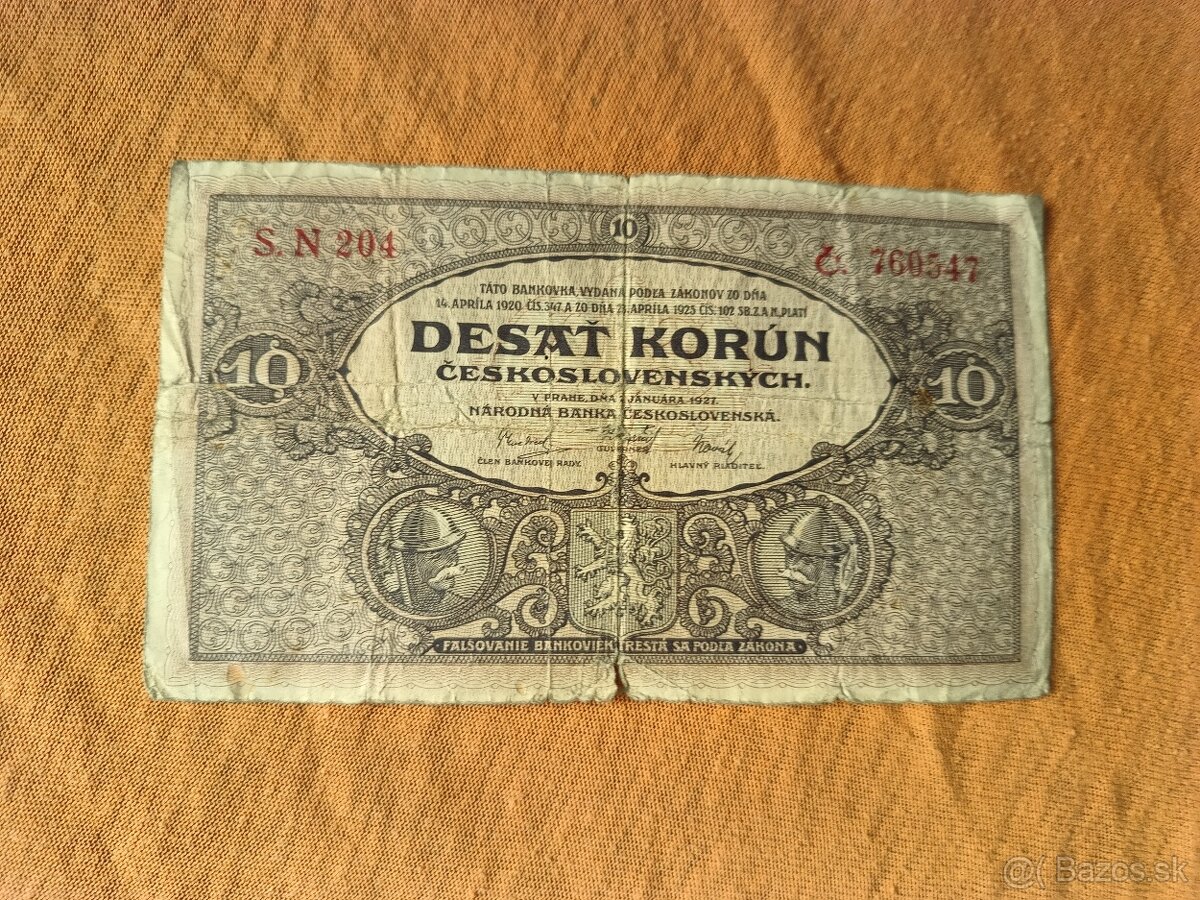 10
S. N 204
Č. 760547
TÁTO BANKOVKA, VYDANÁ PODĽA ZÁKONOV ZO DŇA
14. APRÍLA 1920 ČÍS. 347 A ZO DŇA 23. APRÍLA 1925 ČÍS. 102 SB. Z. A N. PLATÍ
DESAŤ KORÚN
ČESKOSLOVENSKÝCH.
10
10
V PRAHE, DŇA JANUÁRA 1927.
NÁRODNÁ BANKA ČESKOSLOVENSKÁ.
GUVERNER
ČLEN BANKOVEJ RADY.
HLAVNÝ RIADITEĽ.
FALŠOVANIE BANKOVIEK TRESTÁ SA PODĽA ZÁKONA
@( Bazos.sk